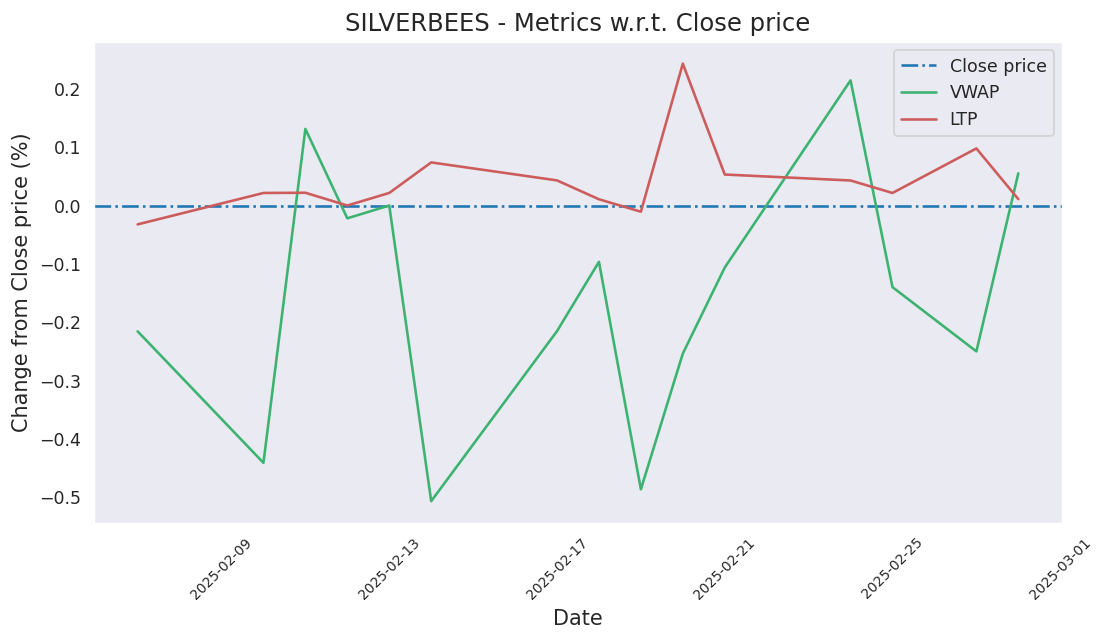 SILVERBEES - Metrics w.r.t. Close price
Close price
VWAP
LTP
Change from Close price (%)
0.2
0.1
0.0
−0.1
−0.2
−0.3
−0.4
−0.5
2025-02-09
2025-02-13
2025-02-17
2025-02-21
2025-02-25
2025-03-01
Date